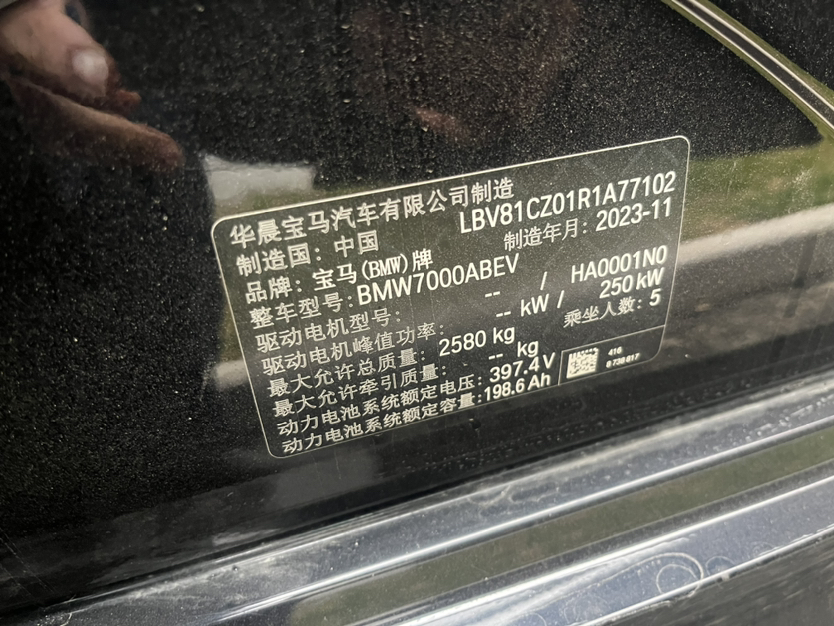 华晨宝马汽车有限公司制造
LBV81CZ01R1A77102
制造国：中国 制造年月：2023-11
品牌：宝马(BMW)牌
整车型号：BMW7000ABEV
驱动电机型号： -- / HA0001N0
驱动电机峰值功率： -- kW / 250 kW
最大允许总质量： 2580 kg 乘坐人数：5
最大允许牵引质量： -- kg
动力电池系统额定电压：397.4 V
动力电池系统额定容量：198.6 Ah
416